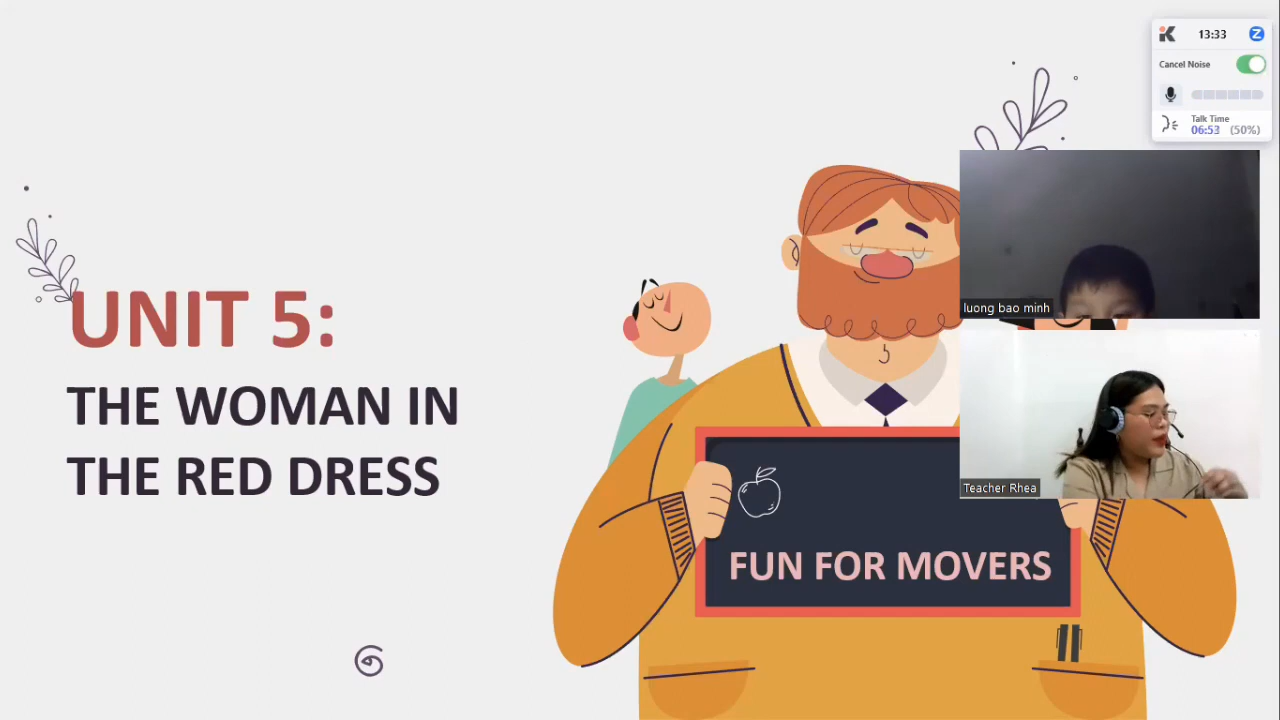 13:33
Cancel Noise
Talk Time
06:53 (50%)
luong bao minh
UNIT 5:
THE WOMAN IN
THE RED DRESS
Teacher Rhea
FUN FOR MOVERS